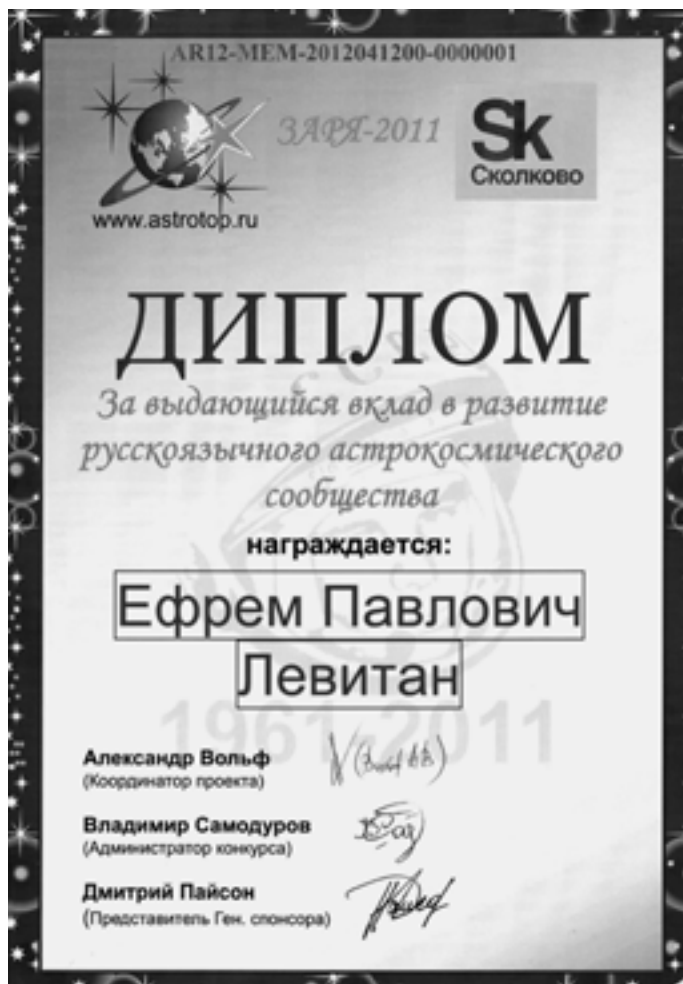 AR12-MEM-2012041200-0000001
ЗАРЯ-2011
Sk
Сколково
www.astrotop.ru
ДИПЛОМ
За выдающийся вклад в развитие
русскоязычного астрокосмического
сообщества
награждается:
Ефрем Павлович
Левитан
1961-2011
Александр Вольф
(Координатор проекта)
Владимир Самодуров
(Администратор конкурса)
Дмитрий Пайсон
(Представитель Ген. спонсора)